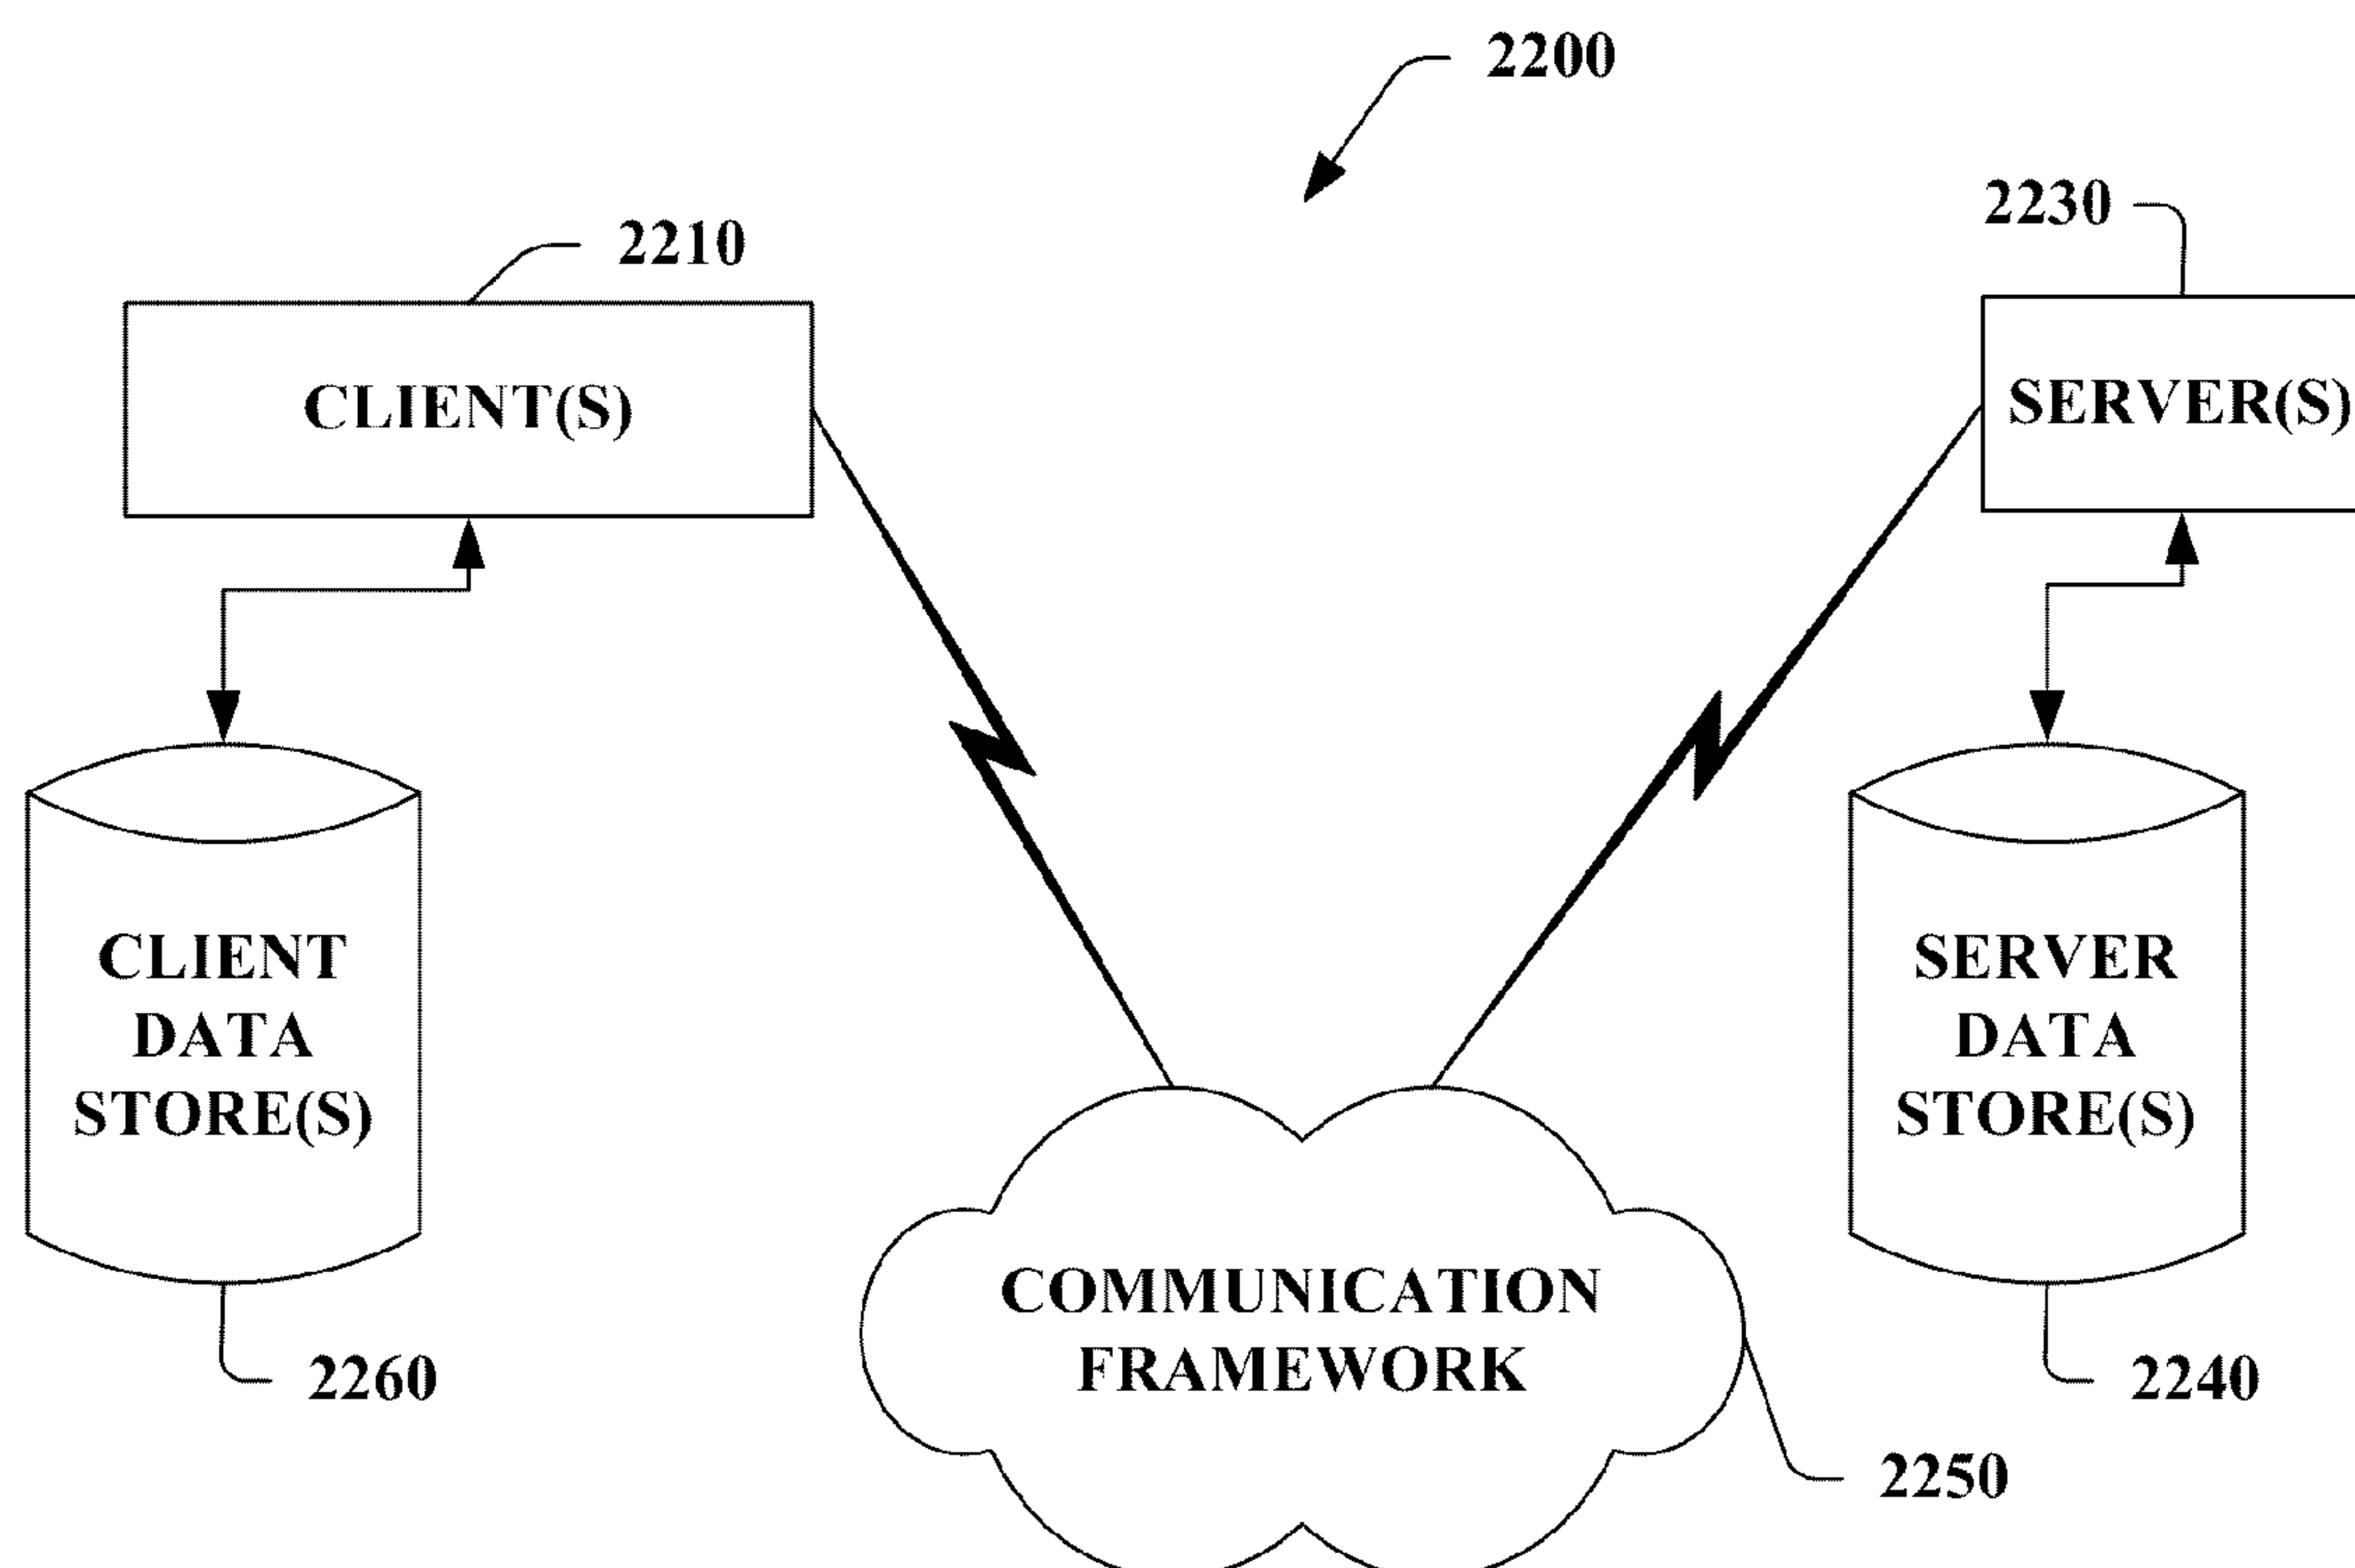 2200
2230
2210
CLIENT(S)
SERVER(S)
CLIENT
DATA
STORE(S)
SERVER
DATA
STORE(S)
COMMUNICATION
FRAMEWORK
2260
2240
2250